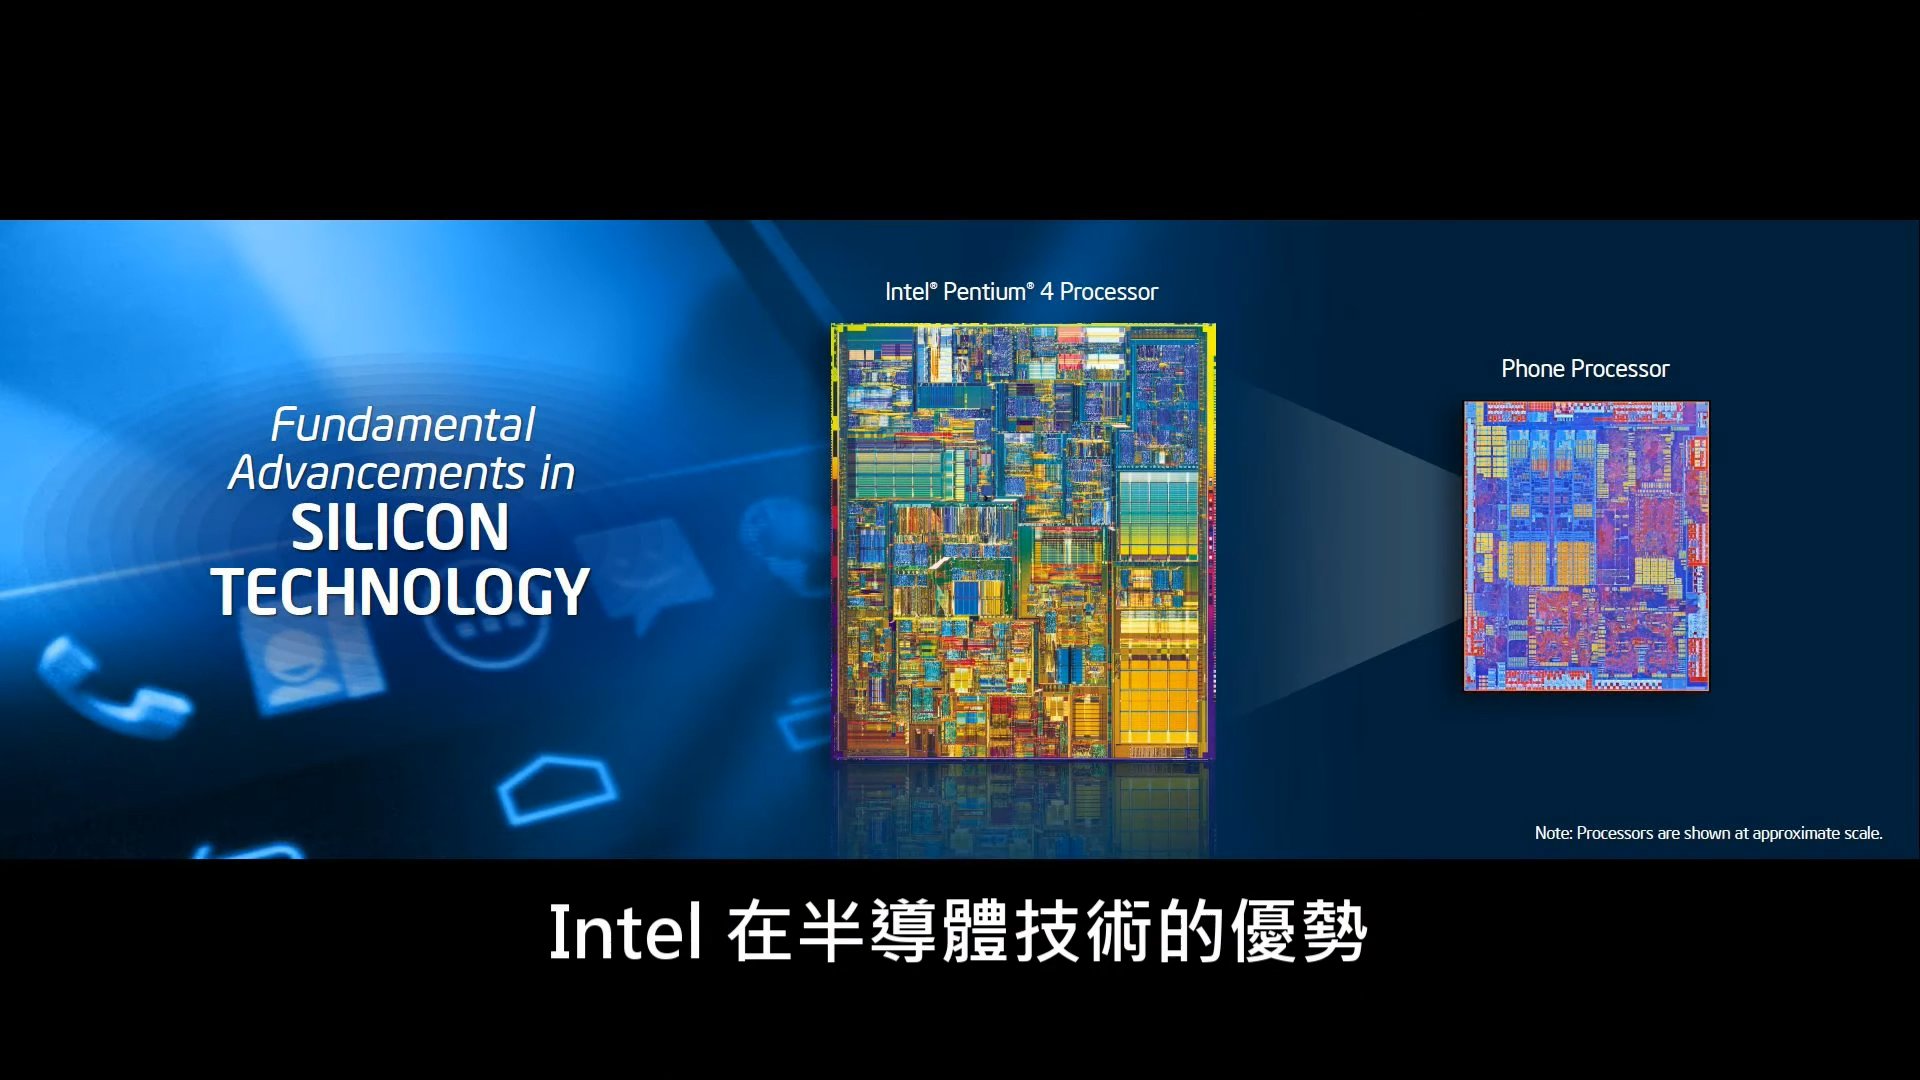 Fundamental
Advancements in
SILICON
TECHNOLOGY
Intel® Pentium® 4 Processor
Phone Processor
Note: Processors are shown at approximate scale.
Intel 在半導體技術的優勢